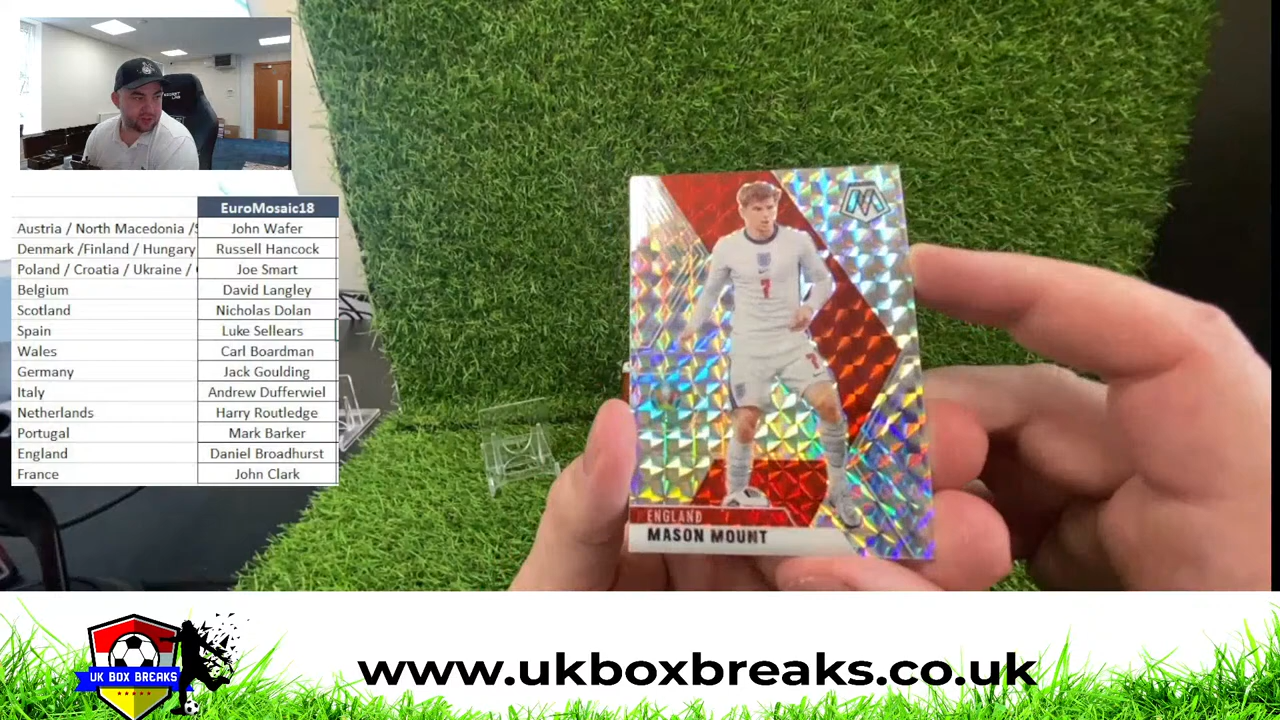 EuroMosaic18
Austria / North Macedonia / John Wafer
Denmark /Finland / Hungary Russell Hancock
Poland / Croatia / Ukraine / Joe Smart
Belgium David Langley
Scotland Nicholas Dolan
Spain Luke Sellears
Wales Carl Boardman
Germany Jack Goulding
Italy Andrew Dufferwiel
Netherlands Harry Routledge
Portugal Mark Barker
England Daniel Broadhurst
France John Clark
7
ENGLAND
MASON MOUNT
UK BOX BREAKS
www.ukboxbreaks.co.uk